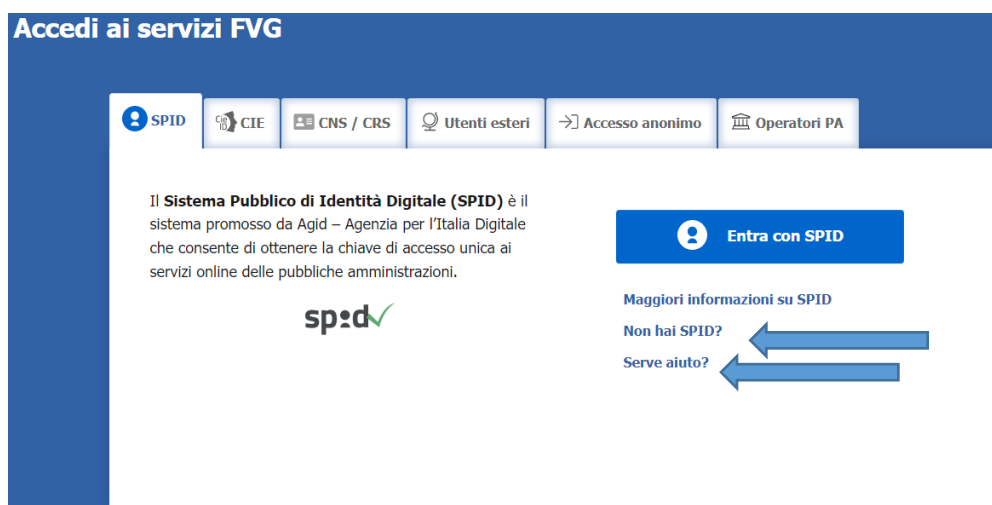 Accedi ai servizi FVG
SPID
CIE
CNS / CRS
Utenti esteri
Accesso anonimo
Operatori PA
Il Sistema Pubblico di Identità Digitale (SPID) è il
sistema promosso da Agid – Agenzia per l'Italia Digitale
che consente di ottenere la chiave di accesso unica ai
servizi online delle pubbliche amministrazioni.
spid
Entra con SPID
Maggiori informazioni su SPID
Non hai SPID?
Serve aiuto?